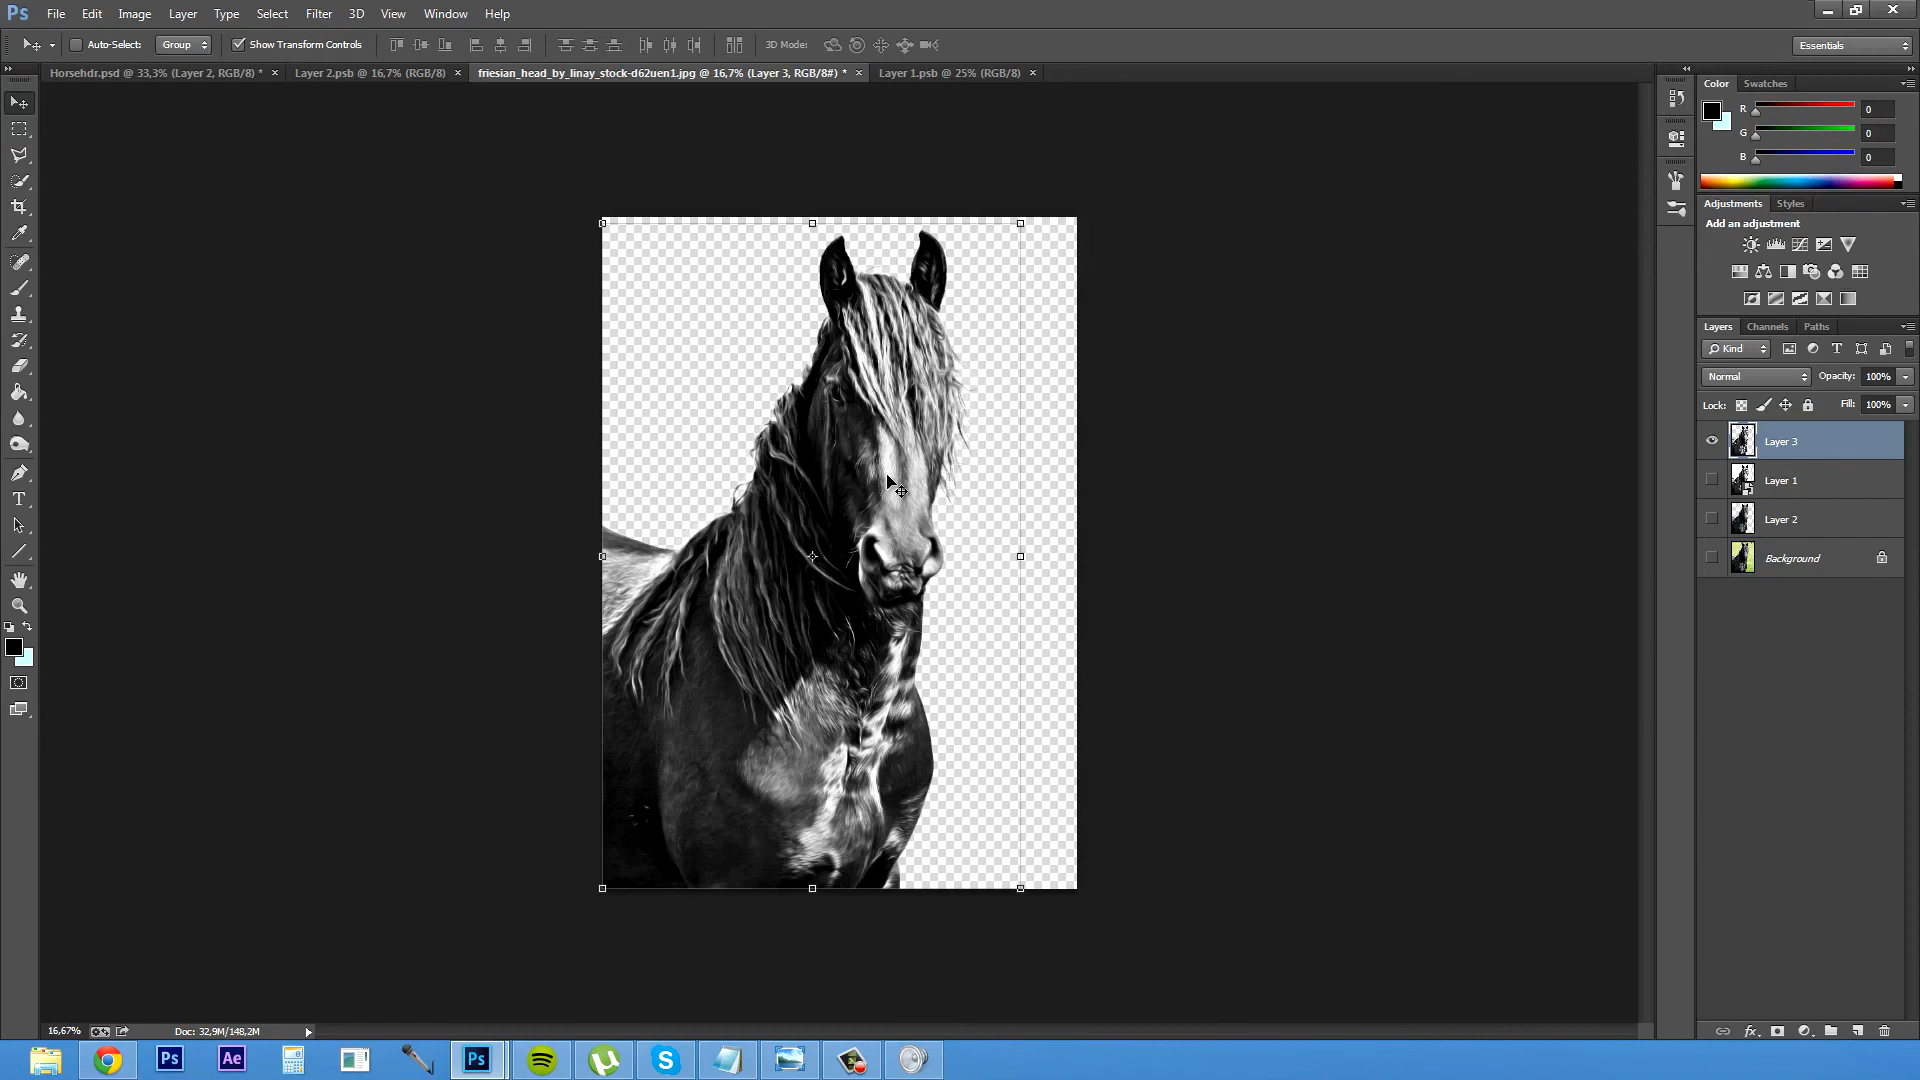 Ps File Edit Image Layer Type Select Filter 3D View Window Help
Auto-Select: Group Show Transform Controls 3D Mode: Essentials
Horsehdr.psd @ 33,3% (Layer 2, RGB/8) * × Layer 2.psb @ 16,7% (RGB/8) × friesian_head_by_linay_stock-d62uen1.jpg @ 16,7% (Layer 3, RGB/8#) * × Layer 1.psb @ 25% (RGB/8) ×
Color Swatches
R 0
G 0
B 0
Adjustments Styles
Add an adjustment
Layers Channels Paths
Kind
Normal Opacity: 100%
Lock: Fill: 100%
Layer 3
Layer 1
Layer 2
Background
16,67% Doc: 32,9M/148,2M
fx
Ps Ae Ps